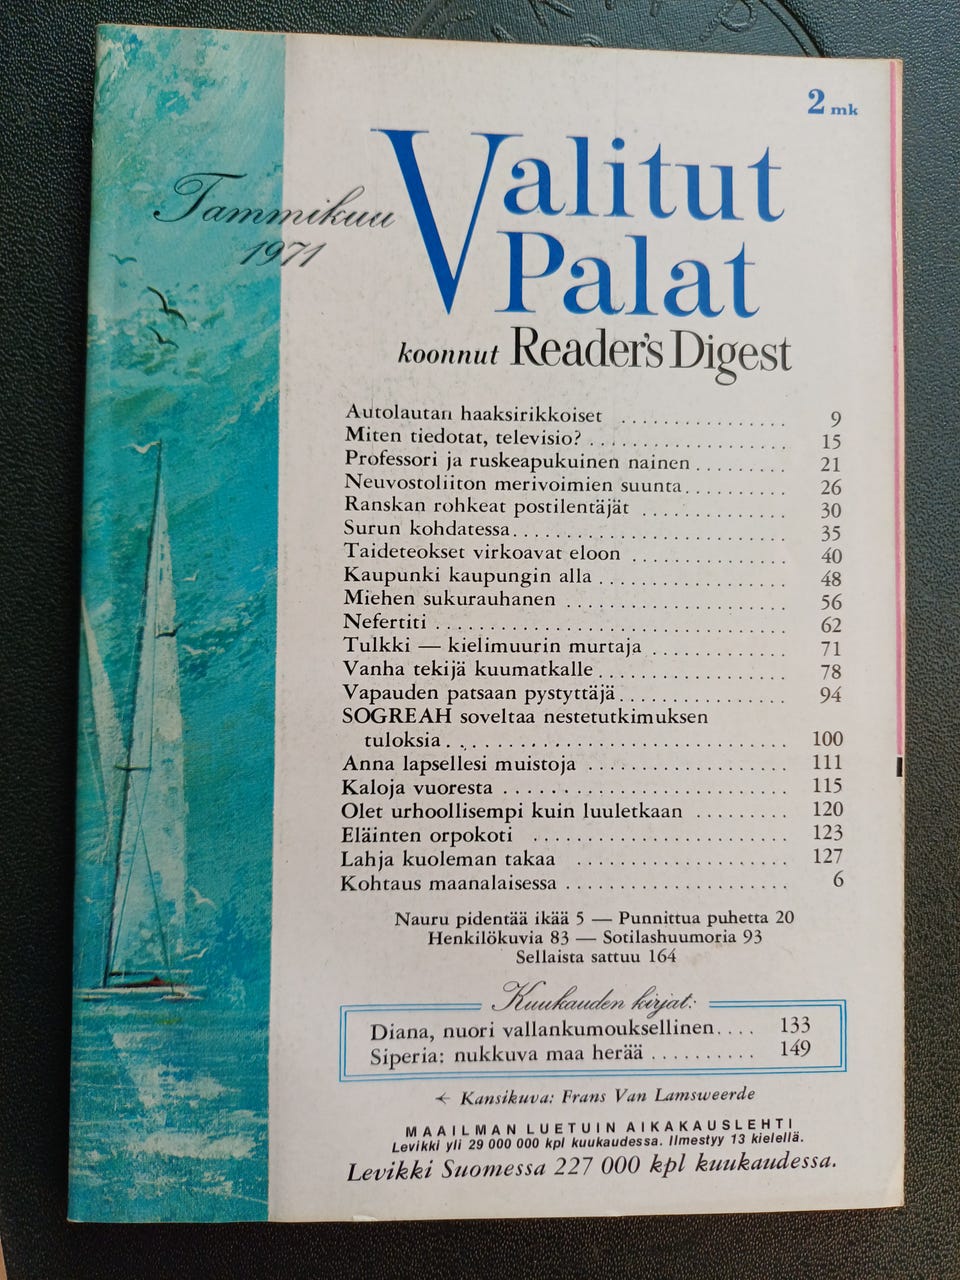 2 mk
Tammikuu
1971
Valitut
Palat
koonnut Reader's Digest
Autolautan haaksirikkoiset ................ 9
Miten tiedotat, televisio? ................ 15
Professori ja ruskeapukuinen nainen ......... 21
Neuvostoliiton merivoimien suunta .......... 26
Ranskan rohkeat postilentäjät .............. 30
Surun kohdatessa .......................... 35
Taideteokset virkoavat eloon ............... 40
Kaupunki kaupungin alla .................. 48
Miehen sukurauhanen ..................... 56
Nefertiti ................................. 62
Tulkki — kielimuurin murtaja ............. 71
Vanha tekijä kuumatkalle .................. 78
Vapauden patsaan pystyttäjä ................ 94
SOGREAH soveltaa nestetutkimuksen
tuloksia ................................ 100
Anna lapsellesi muistoja ................... 111
Kaloja vuoresta ........................... 115
Olet urhoollisempi kuin luuletkaan ......... 120
Eläinten orpokoti ......................... 123
Lahja kuoleman takaa ..................... 127
Kohtaus maanalaisessa ..................... 6
Nauru pidentää ikää 5 — Punnittua puhetta 20
Henkilökuvia 83 — Sotilashuumoria 93
Sellaista sattuu 164
Kuukauden kirjat:
Diana, nuori vallankumouksellinen .... 133
Siperia: nukkuva maa herää .......... 149
← Kansikuva: Frans Van Lamsweerde
MAAILMAN LUETUIN AIKAKAUSLEHTI
Levikki yli 29 000 000 kpl kuukaudessa. Ilmestyy 13 kielellä.
Levikki Suomessa 227 000 kpl kuukaudessa.